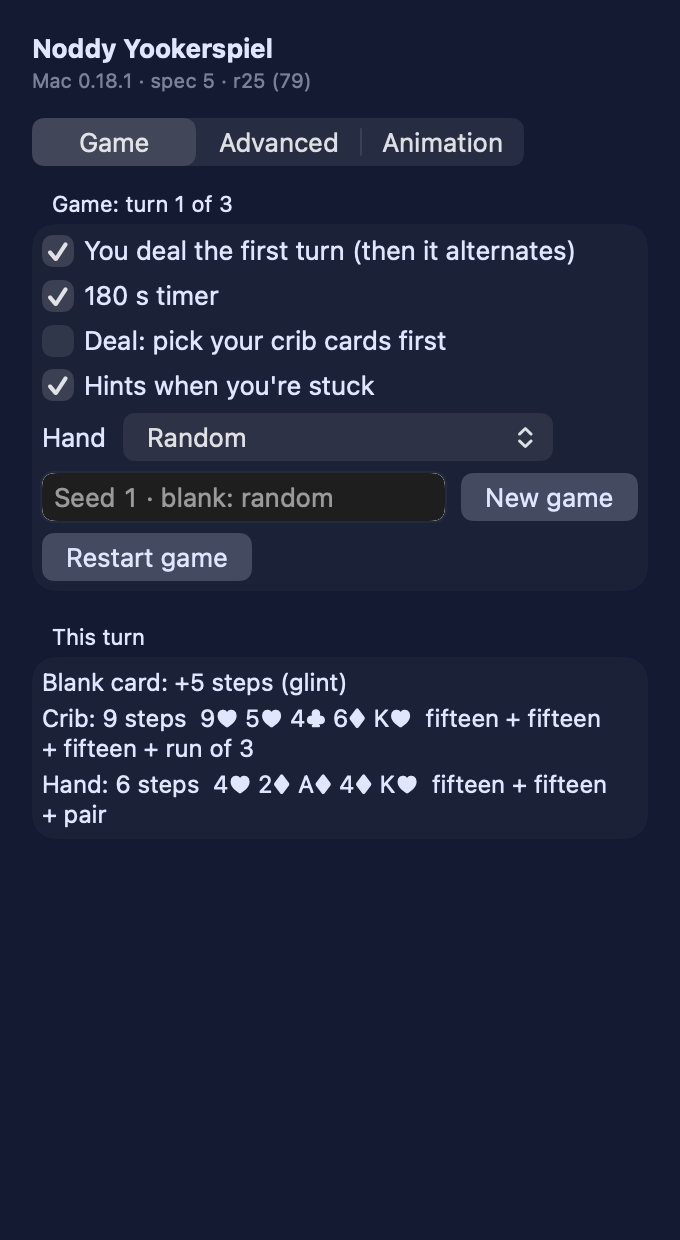 Noddy Yookerspiel
Mac 0.18.1 · spec 5 · r25 (79)
Game
Advanced
Animation
Game: turn 1 of 3
You deal the first turn (then it alternates)
180 s timer
Deal: pick your crib cards first
Hints when you're stuck
Hand Random
Seed 1 · blank: random
New game
Restart game
This turn
Blank card: +5 steps (glint)
Crib: 9 steps 9♥ 5♥ 4♣ 6♦ K♥ fifteen + fifteen
+ fifteen + run of 3
Hand: 6 steps 4♥ 2♦ A♦ 4♦ K♥ fifteen + fifteen
+ pair